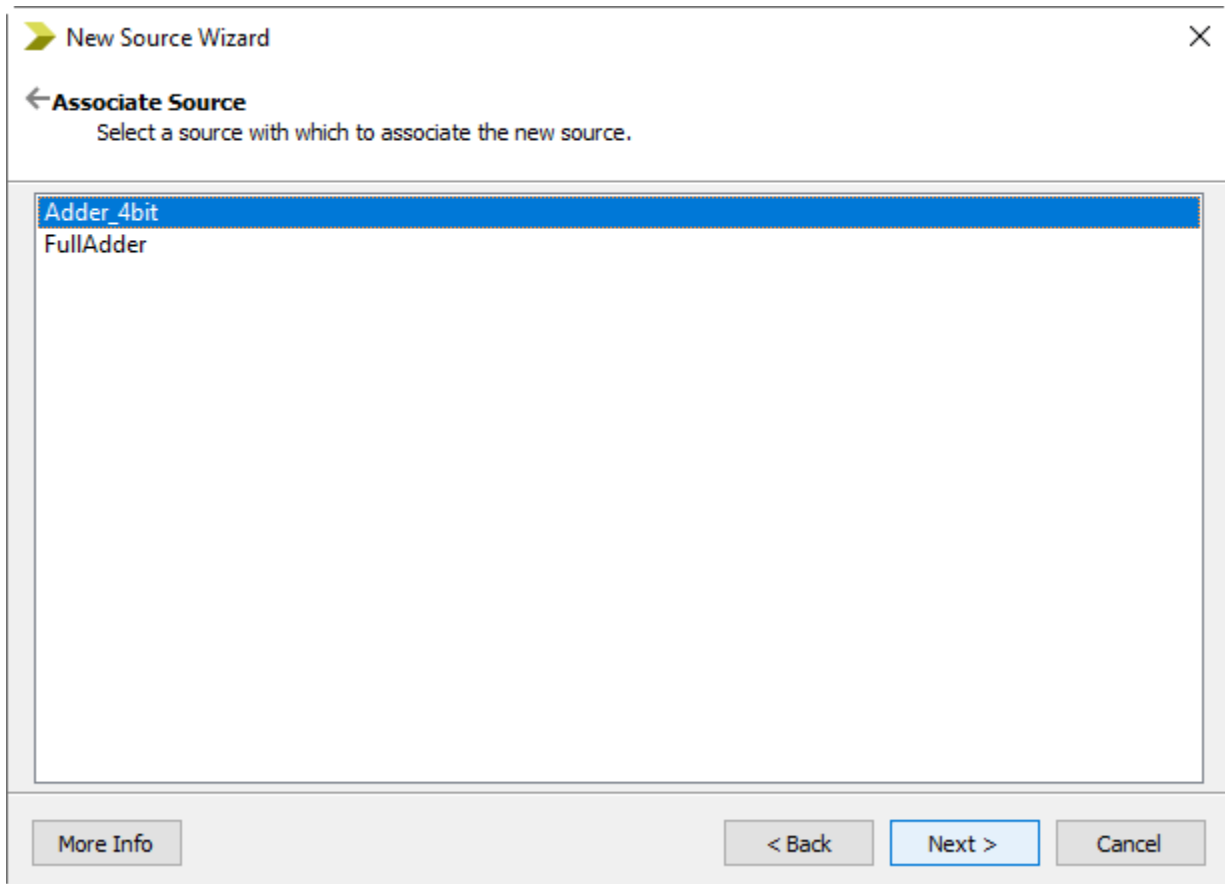 New Source Wizard
Associate Source
Select a source with which to associate the new source.
Adder_4bit
FullAdder
More Info
< Back
Next >
Cancel